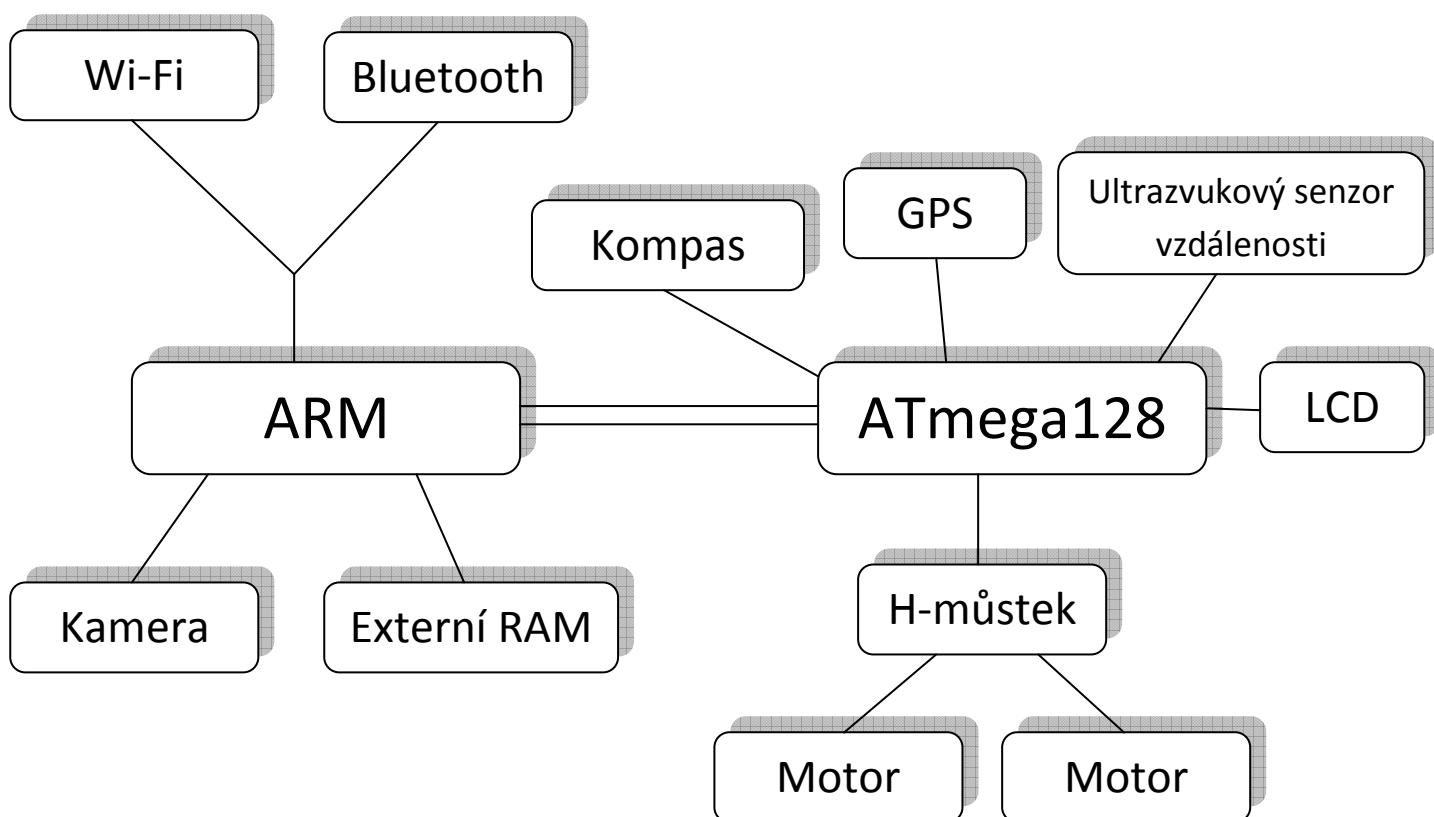 Wi-Fi
Bluetooth
Kompas
GPS
Ultrazvukový senzor
vzdálenosti
ARM
ATmega128
LCD
Kamera
Externí RAM
H-můstek
Motor
Motor